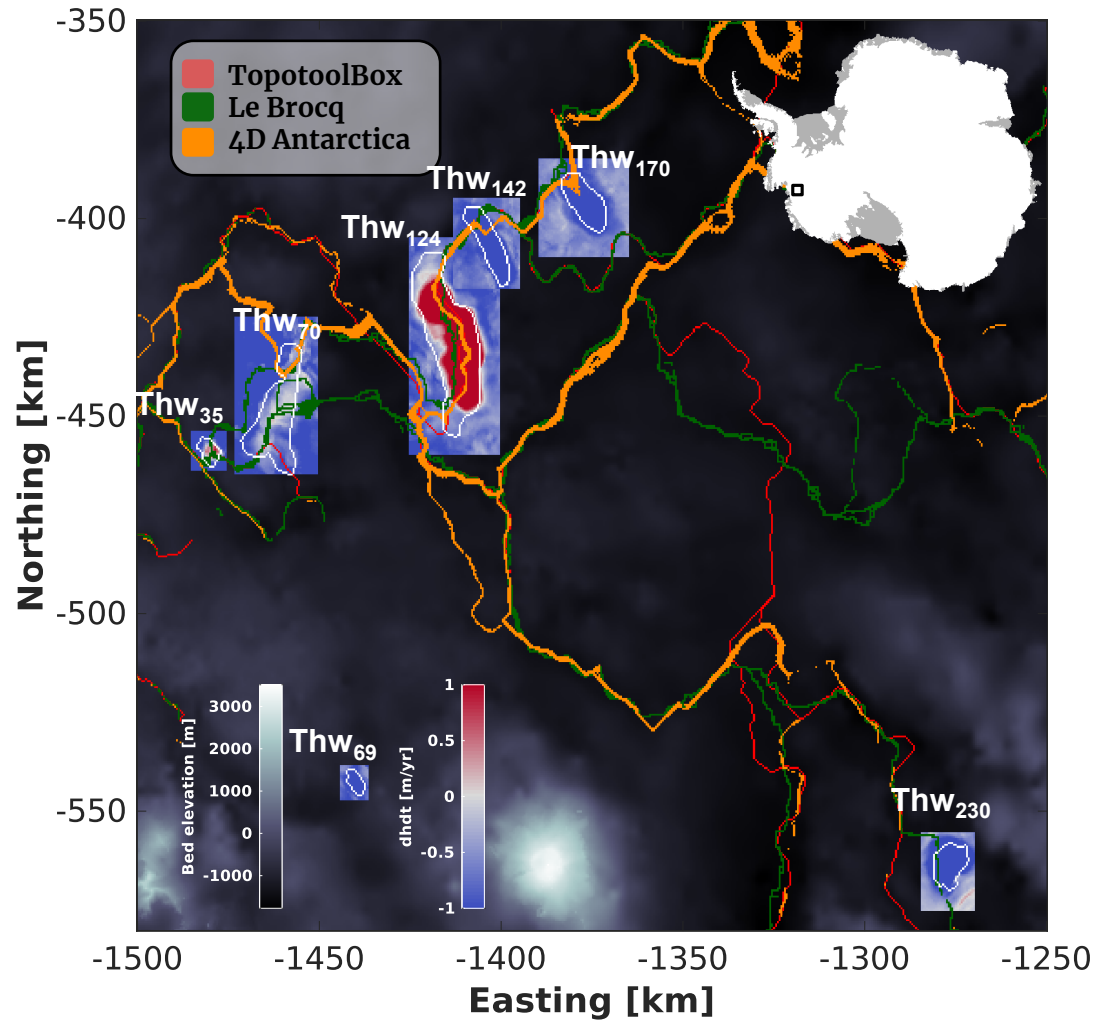 -350
TopotoolBox
Le Brocq
4D Antarctica
-400
-450
-500
-550
Northing [km]
Thw170
Thw142
Thw124
Thw70
Thw35
Thw69
Thw230
Bed elevation [m]
3000
2000
1000
0
-1000
dhdt [m/yr]
1
0.5
0
-0.5
-1
-1500
-1450
-1400
-1350
-1300
-1250
Easting [km]